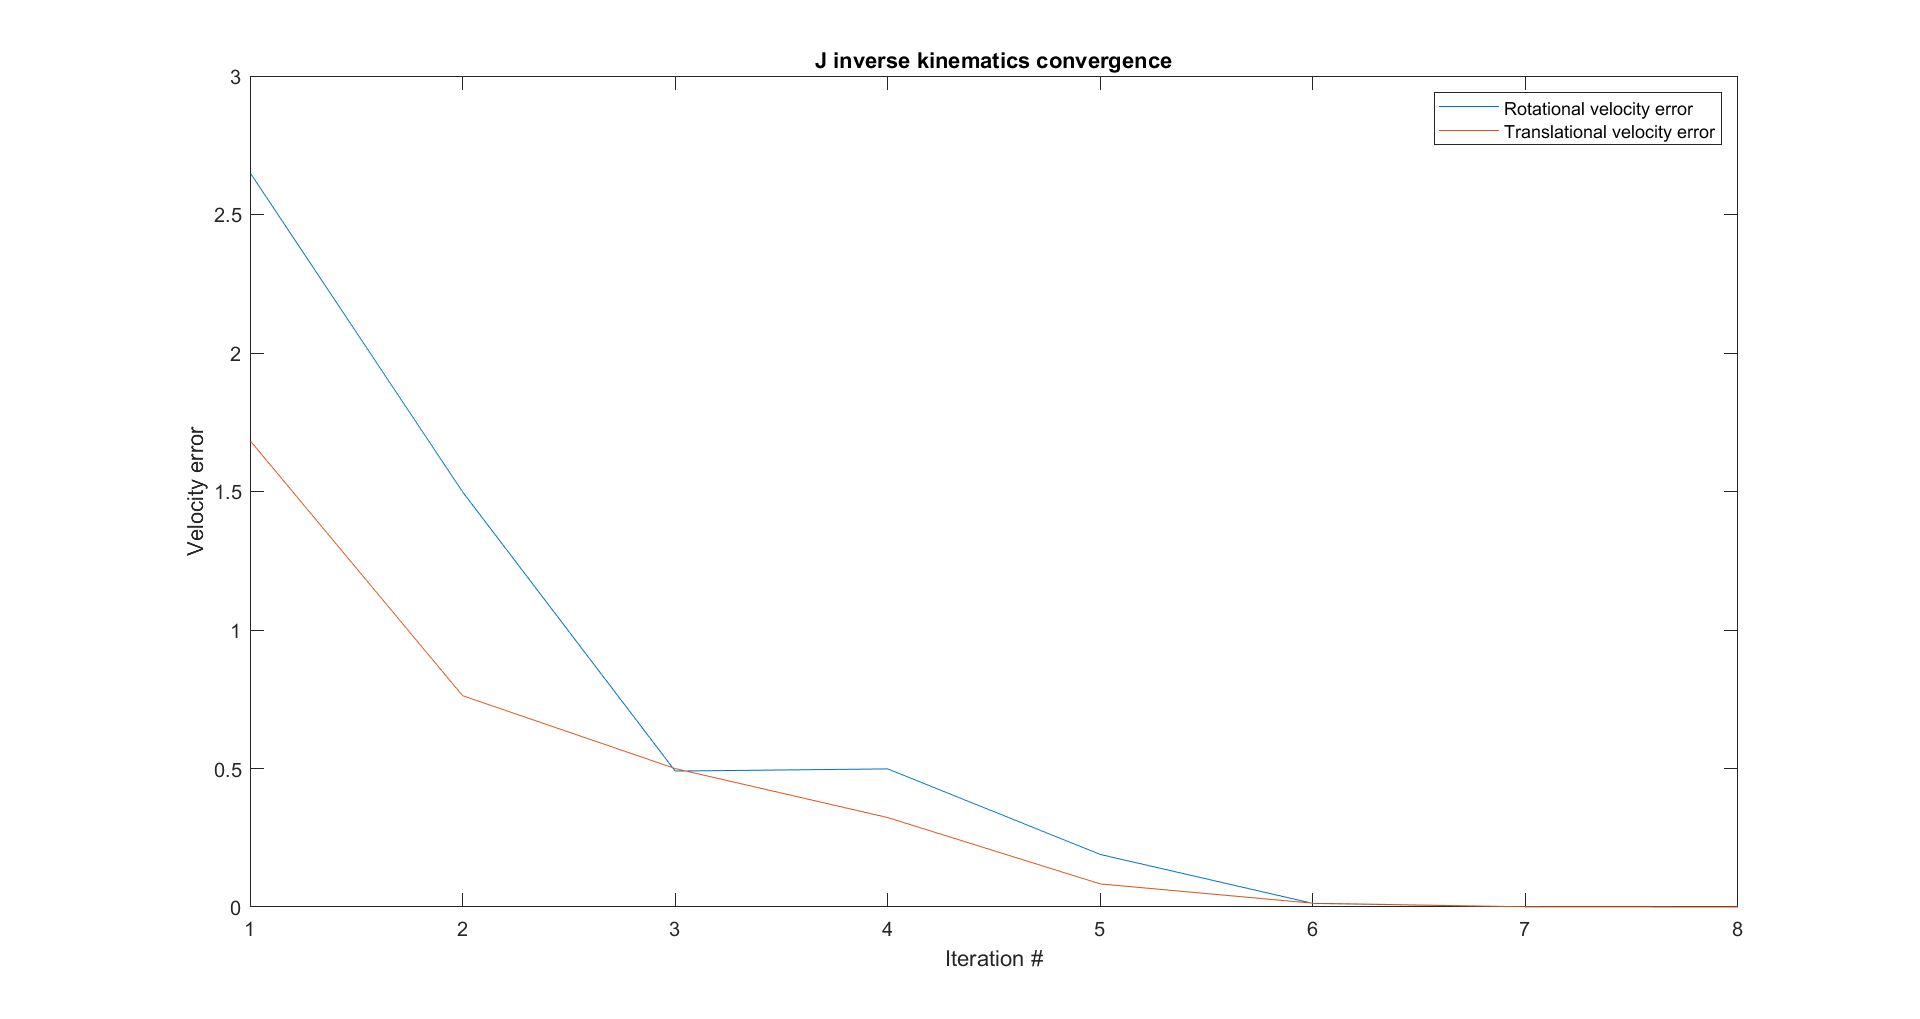 J inverse kinematics convergence
3
Rotational velocity error
Translational velocity error
2.5
2
1.5
1
0.5
0
Velocity error
1 2 3 4 5 6 7 8
Iteration #